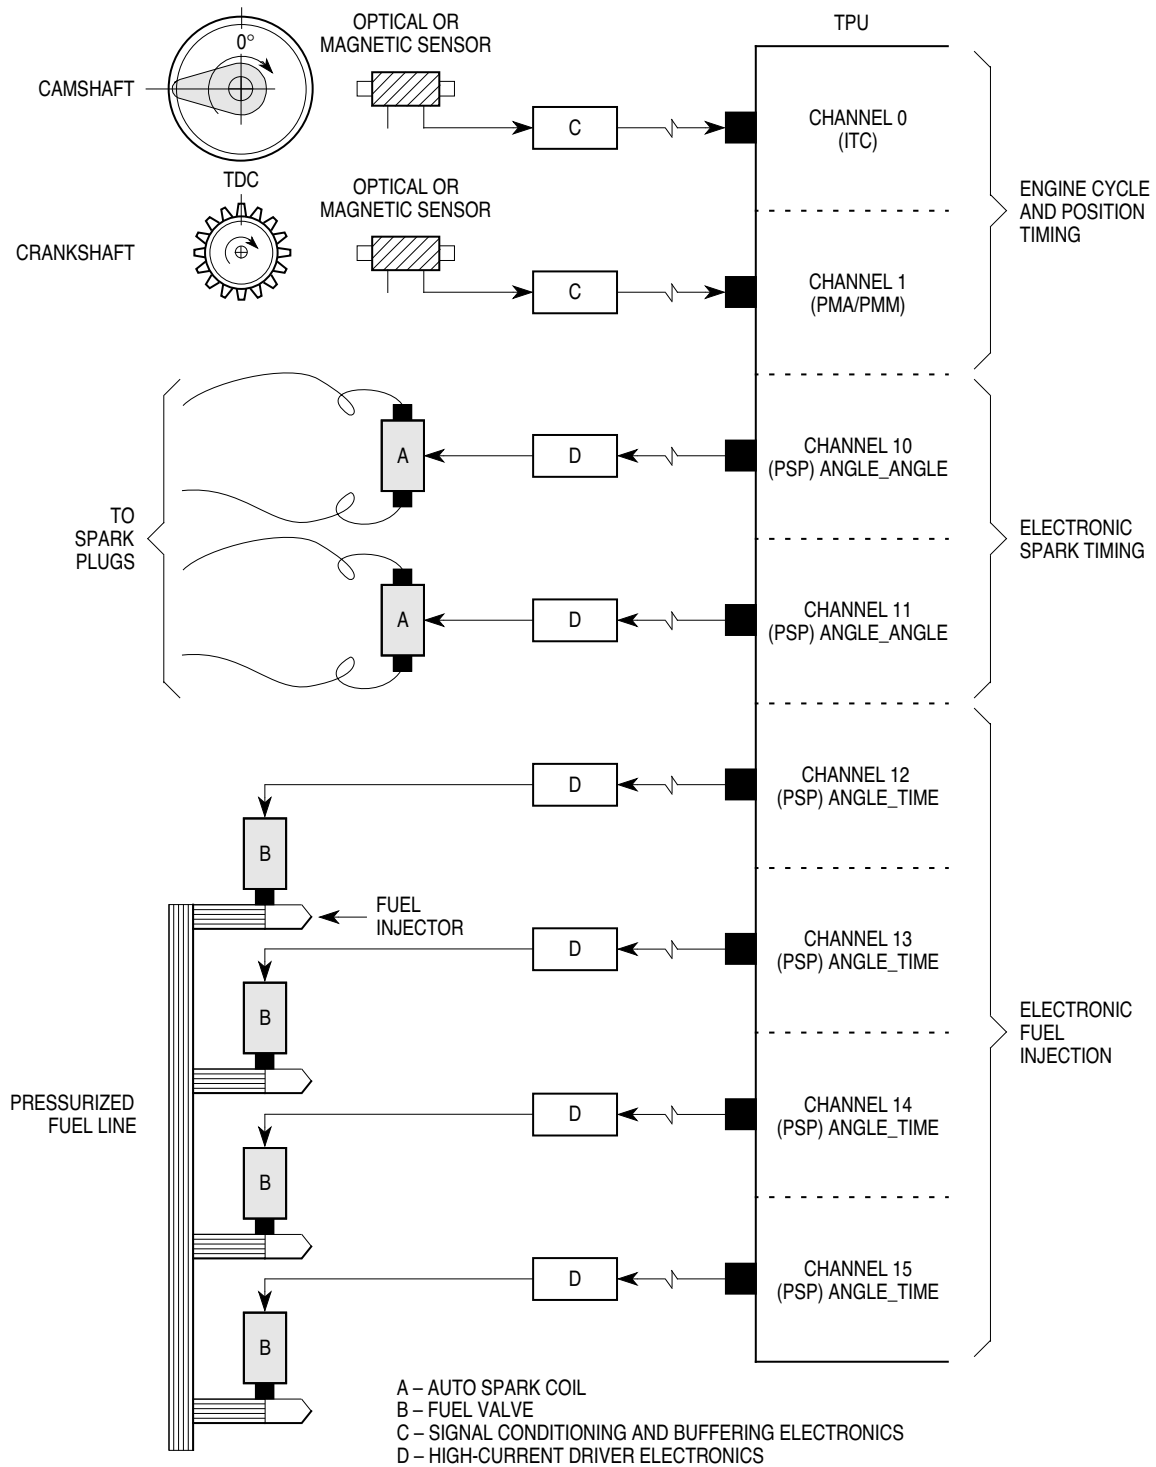 OPTICAL OR
MAGNETIC SENSOR
TPU
0°
CAMSHAFT
C
CHANNEL 0
(ITC)
TDC
OPTICAL OR
MAGNETIC SENSOR
ENGINE CYCLE
AND POSITION
TIMING
CRANKSHAFT
C
CHANNEL 1
(PMA/PMM)
A
D
CHANNEL 10
(PSP) ANGLE_ANGLE
TO
SPARK
PLUGS
ELECTRONIC
SPARK TIMING
A
D
CHANNEL 11
(PSP) ANGLE_ANGLE
D
CHANNEL 12
(PSP) ANGLE_TIME
B
FUEL
INJECTOR
D
CHANNEL 13
(PSP) ANGLE_TIME
B
ELECTRONIC
FUEL
INJECTION
PRESSURIZED
FUEL LINE
D
CHANNEL 14
(PSP) ANGLE_TIME
B
D
CHANNEL 15
(PSP) ANGLE_TIME
B
A – AUTO SPARK COIL
B – FUEL VALVE
C – SIGNAL CONDITIONING AND BUFFERING ELECTRONICS
D – HIGH-CURRENT DRIVER ELECTRONICS